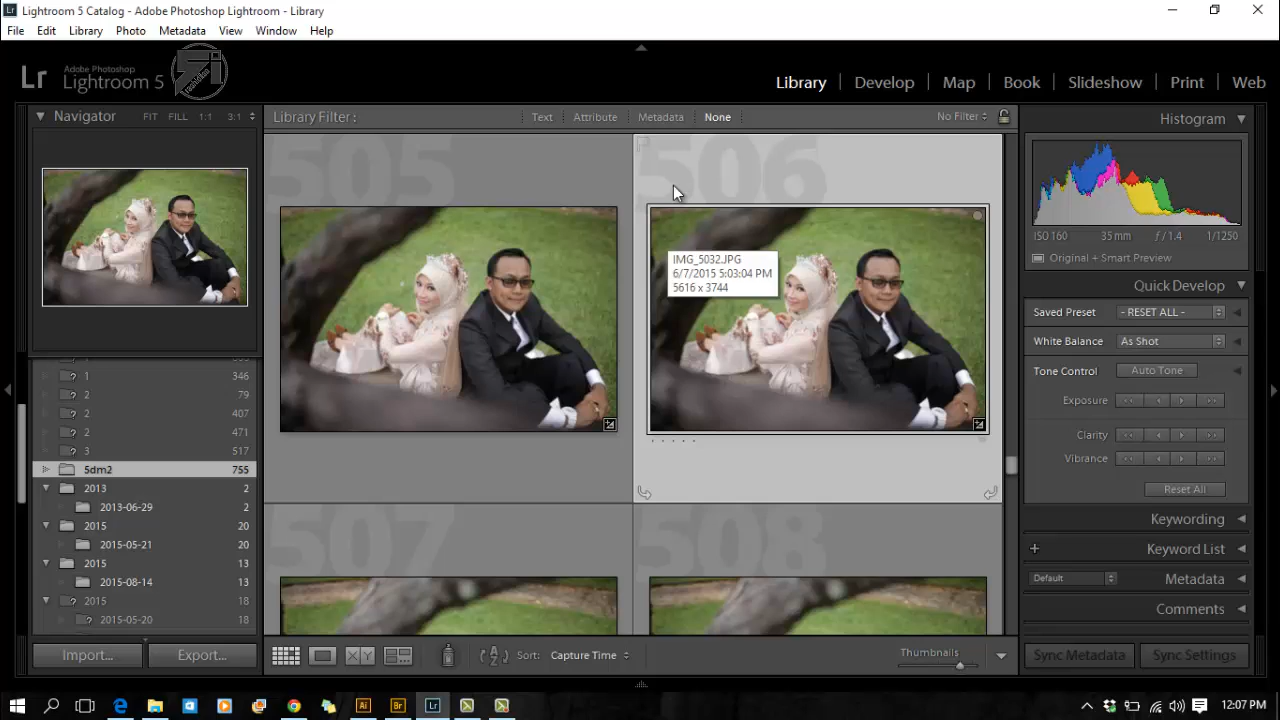 Lightroom 5 Catalog - Adobe Photoshop Lightroom - Library
File Edit Library Photo Metadata View Window Help
Lr Adobe Photoshop Lightroom 5
Library Develop Map Book Slideshow Print Web
Navigator FIT FILL 1:1 3:1
Library Filter : Text Attribute Metadata None No Filter
Histogram
505 506
ISO 160 35mm ƒ / 1.4 1/1250
Original + Smart Preview
IMG_5032.JPG
6/7/2015 5:03:04 PM
5616 x 3744
Quick Develop
Saved Preset - RESET ALL -
White Balance As Shot
Tone Control Auto Tone
Exposure
Clarity
Vibrance
Reset All
1 346
2 79
2 407
2 471
3 517
5dm2 755
2013 2
2013-06-29 2
2015 20
2015-05-21 20
2015 13
2015-08-14 13
2015 18
2015-05-20 18
507 508
Keywording
Keyword List
Default Metadata
Comments
Import... Export...
XY
Sort: Capture Time
Thumbnails
Sync Metadata Sync Settings
Ai Br Lr
12:07 PM